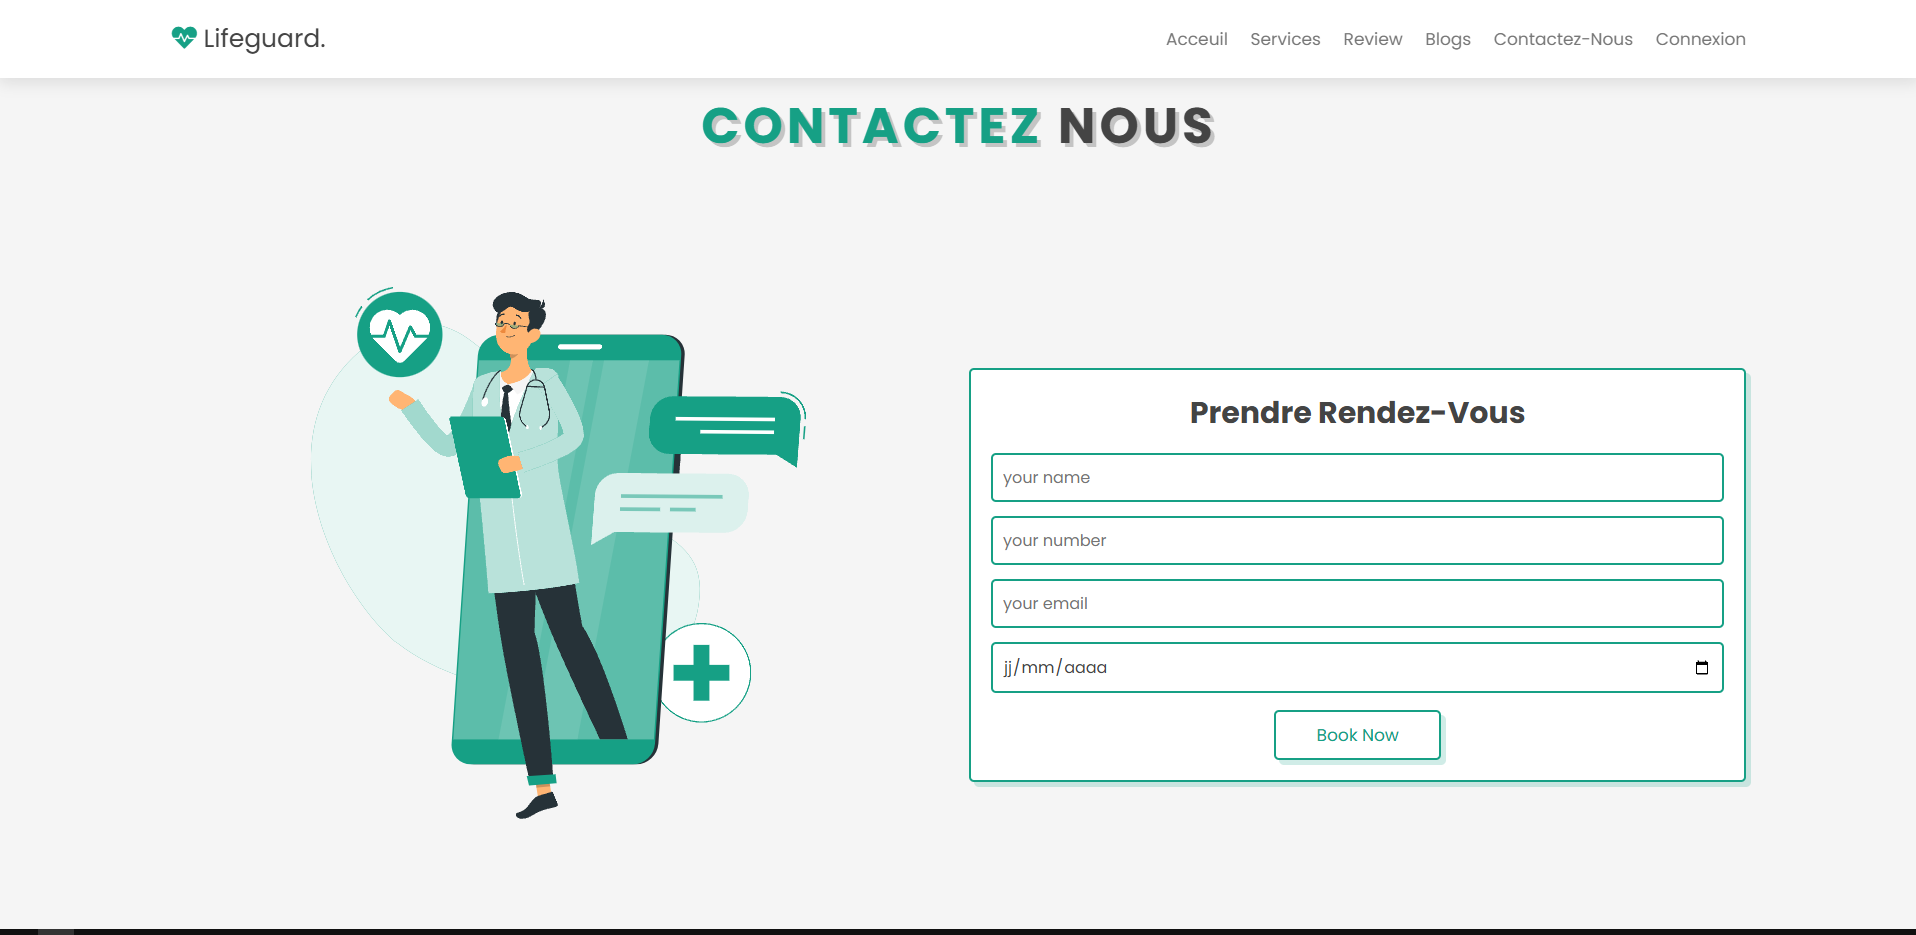 Lifeguard.
Acceuil Services Review Blogs Contactez-Nous Connexion
CONTACTEZ NOUS
Prendre Rendez-Vous
your name
your number
your email
jj/mm/aaaa
Book Now